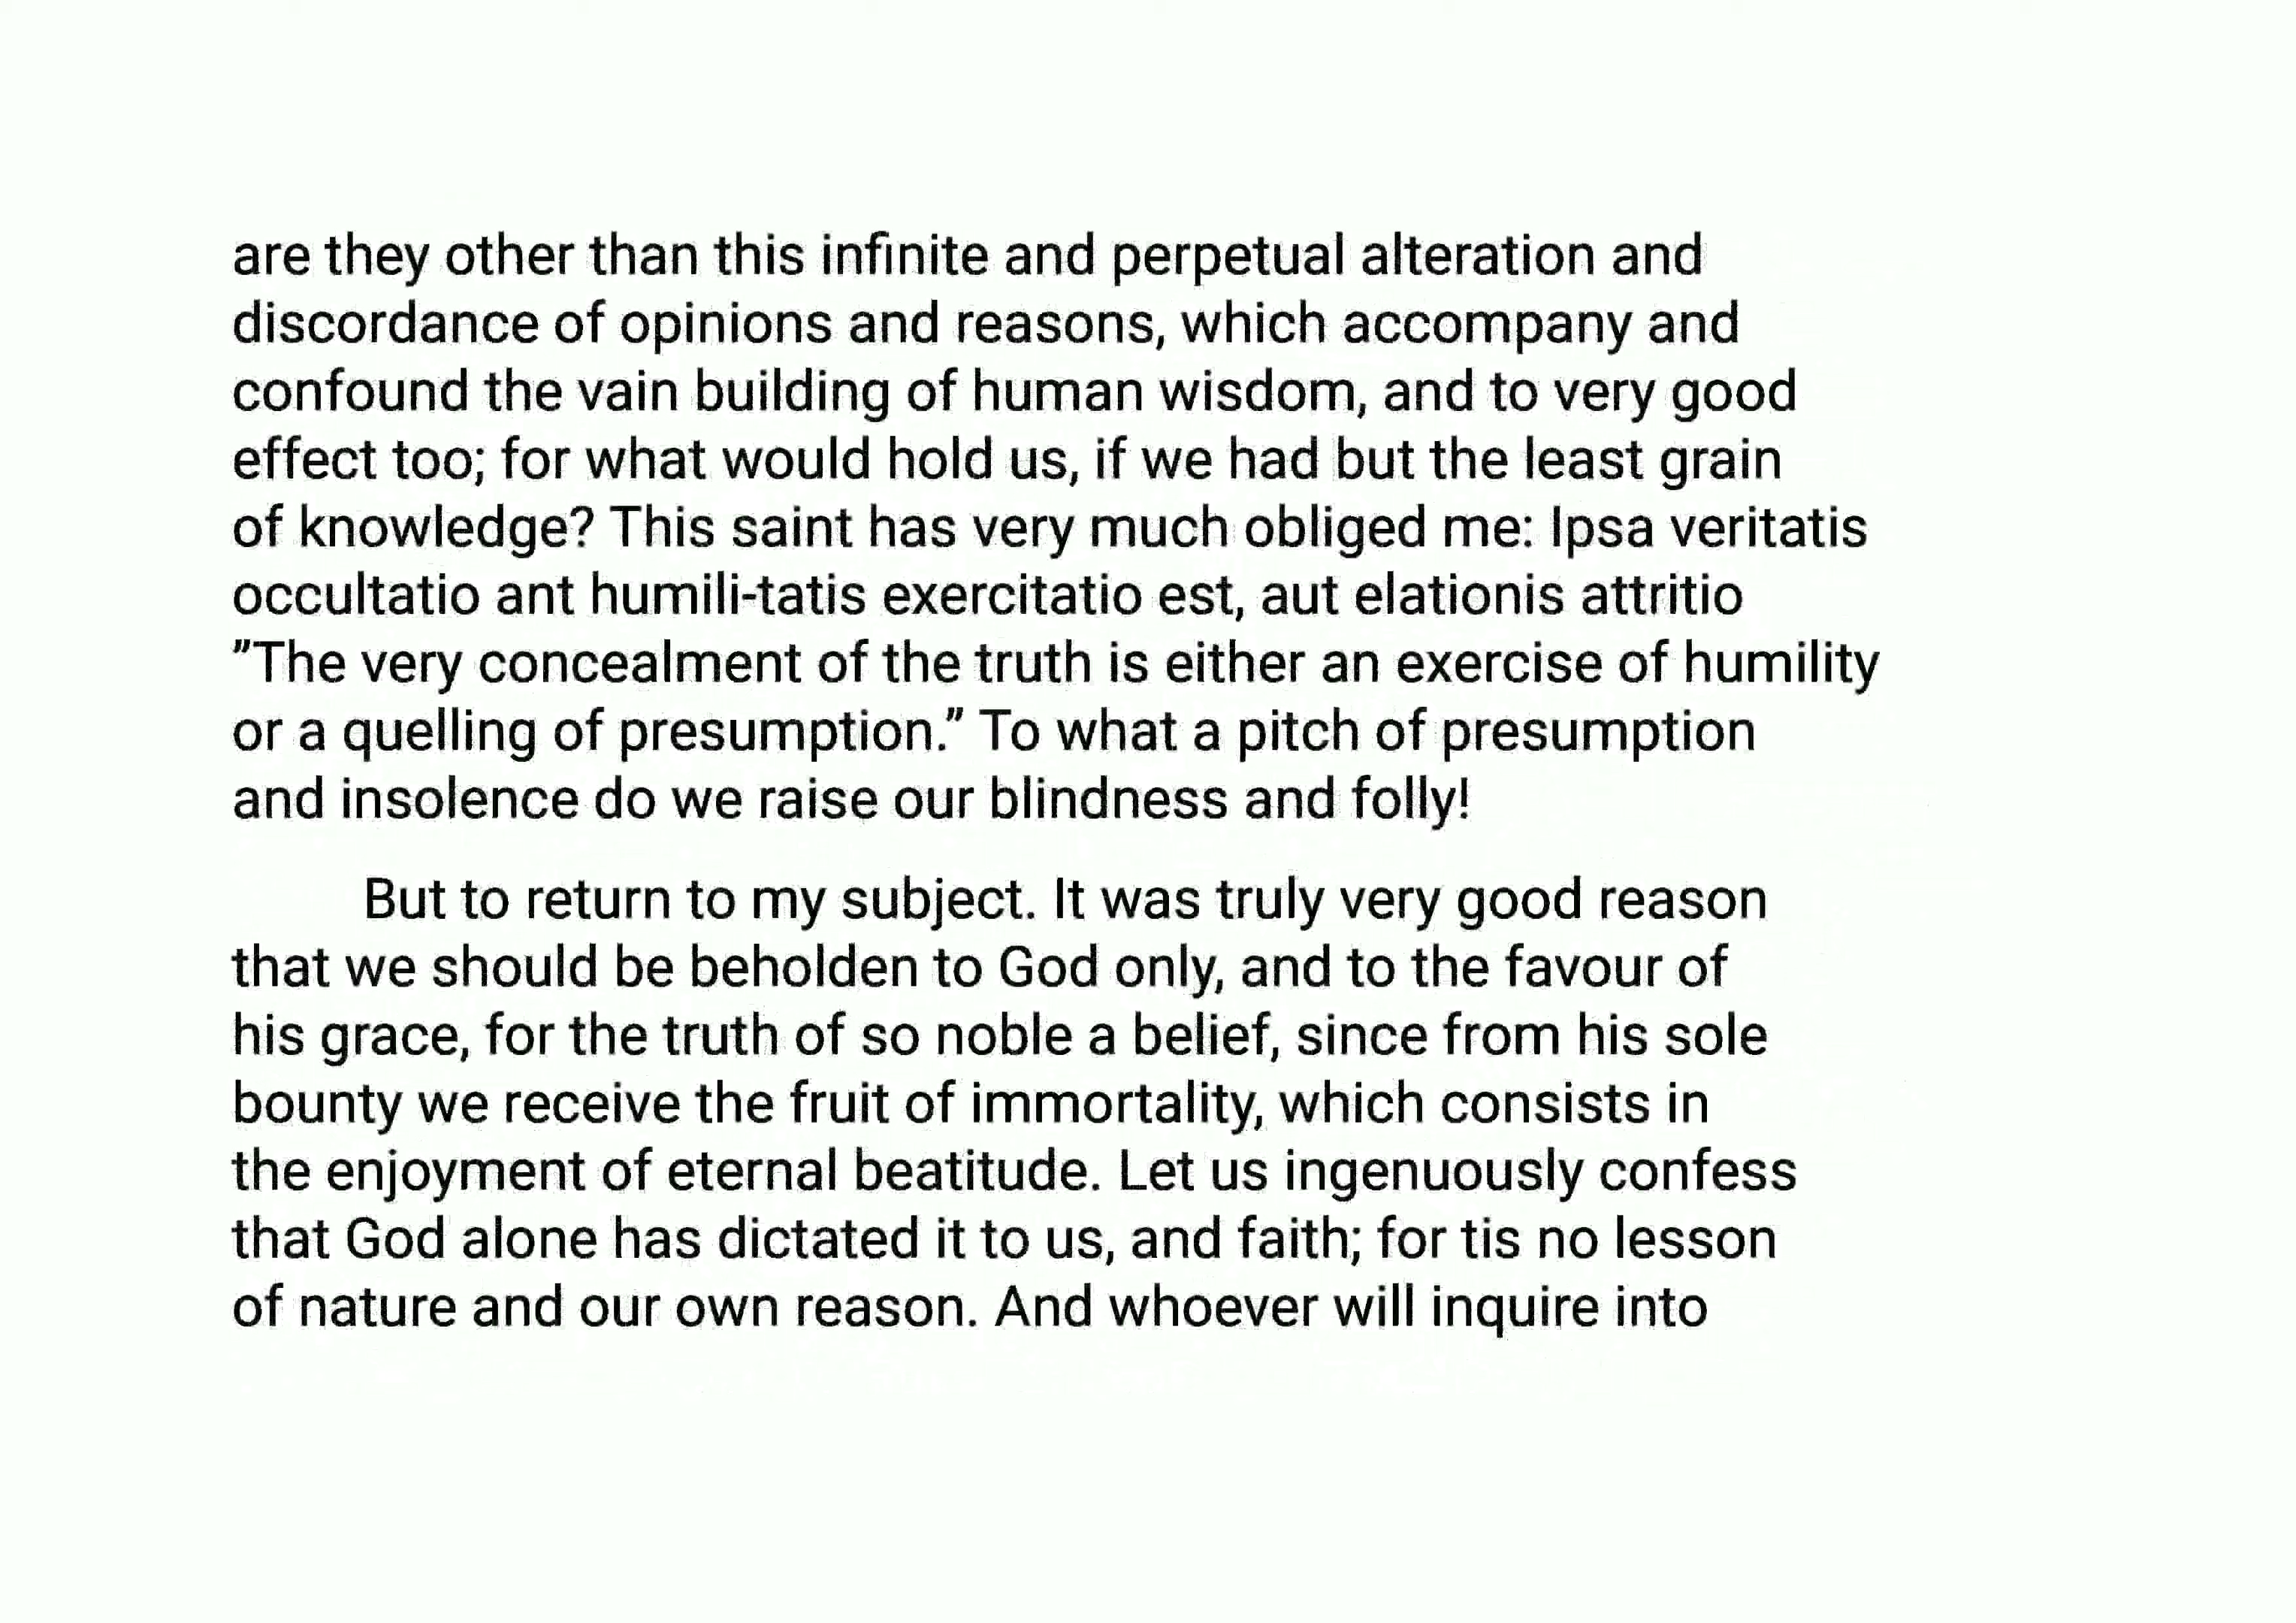 are they other than this infinite and perpetual alteration and
discordance of opinions and reasons, which accompany and
confound the vain building of human wisdom, and to very good
effect too; for what would hold us, if we had but the least grain
of knowledge? This saint has very much obliged me: Ipsa veritatis
occultatio ant humili-tatis exercitatio est, aut elationis attritio
"The very concealment of the truth is either an exercise of humility
or a quelling of presumption." To what a pitch of presumption
and insolence do we raise our blindness and folly!
But to return to my subject. It was truly very good reason
that we should be beholden to God only, and to the favour of
his grace, for the truth of so noble a belief, since from his sole
bounty we receive the fruit of immortality, which consists in
the enjoyment of eternal beatitude. Let us ingenuously confess
that God alone has dictated it to us, and faith; for tis no lesson
of nature and our own reason. And whoever will inquire into